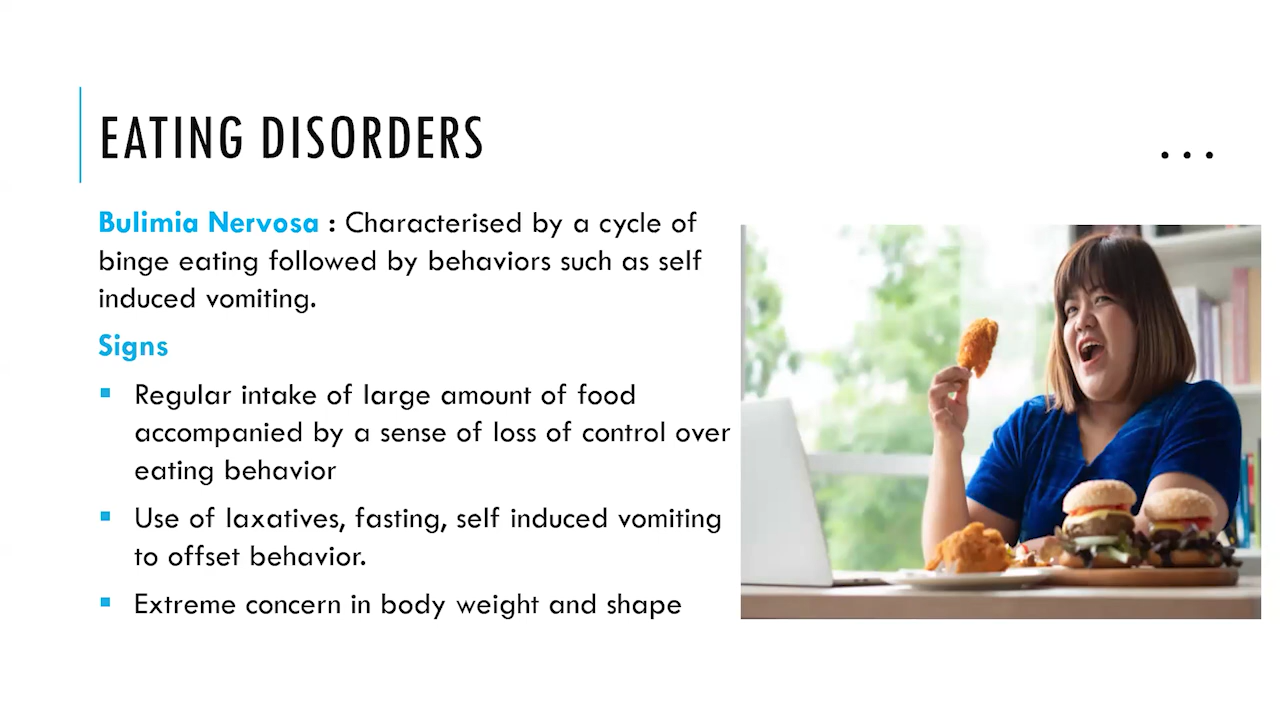 EATING DISORDERS
...
Bulimia Nervosa : Characterised by a cycle of
binge eating followed by behaviors such as self
induced vomiting.
Signs
▪ Regular intake of large amount of food
accompanied by a sense of loss of control over
eating behavior
▪ Use of laxatives, fasting, self induced vomiting
to offset behavior.
▪ Extreme concern in body weight and shape